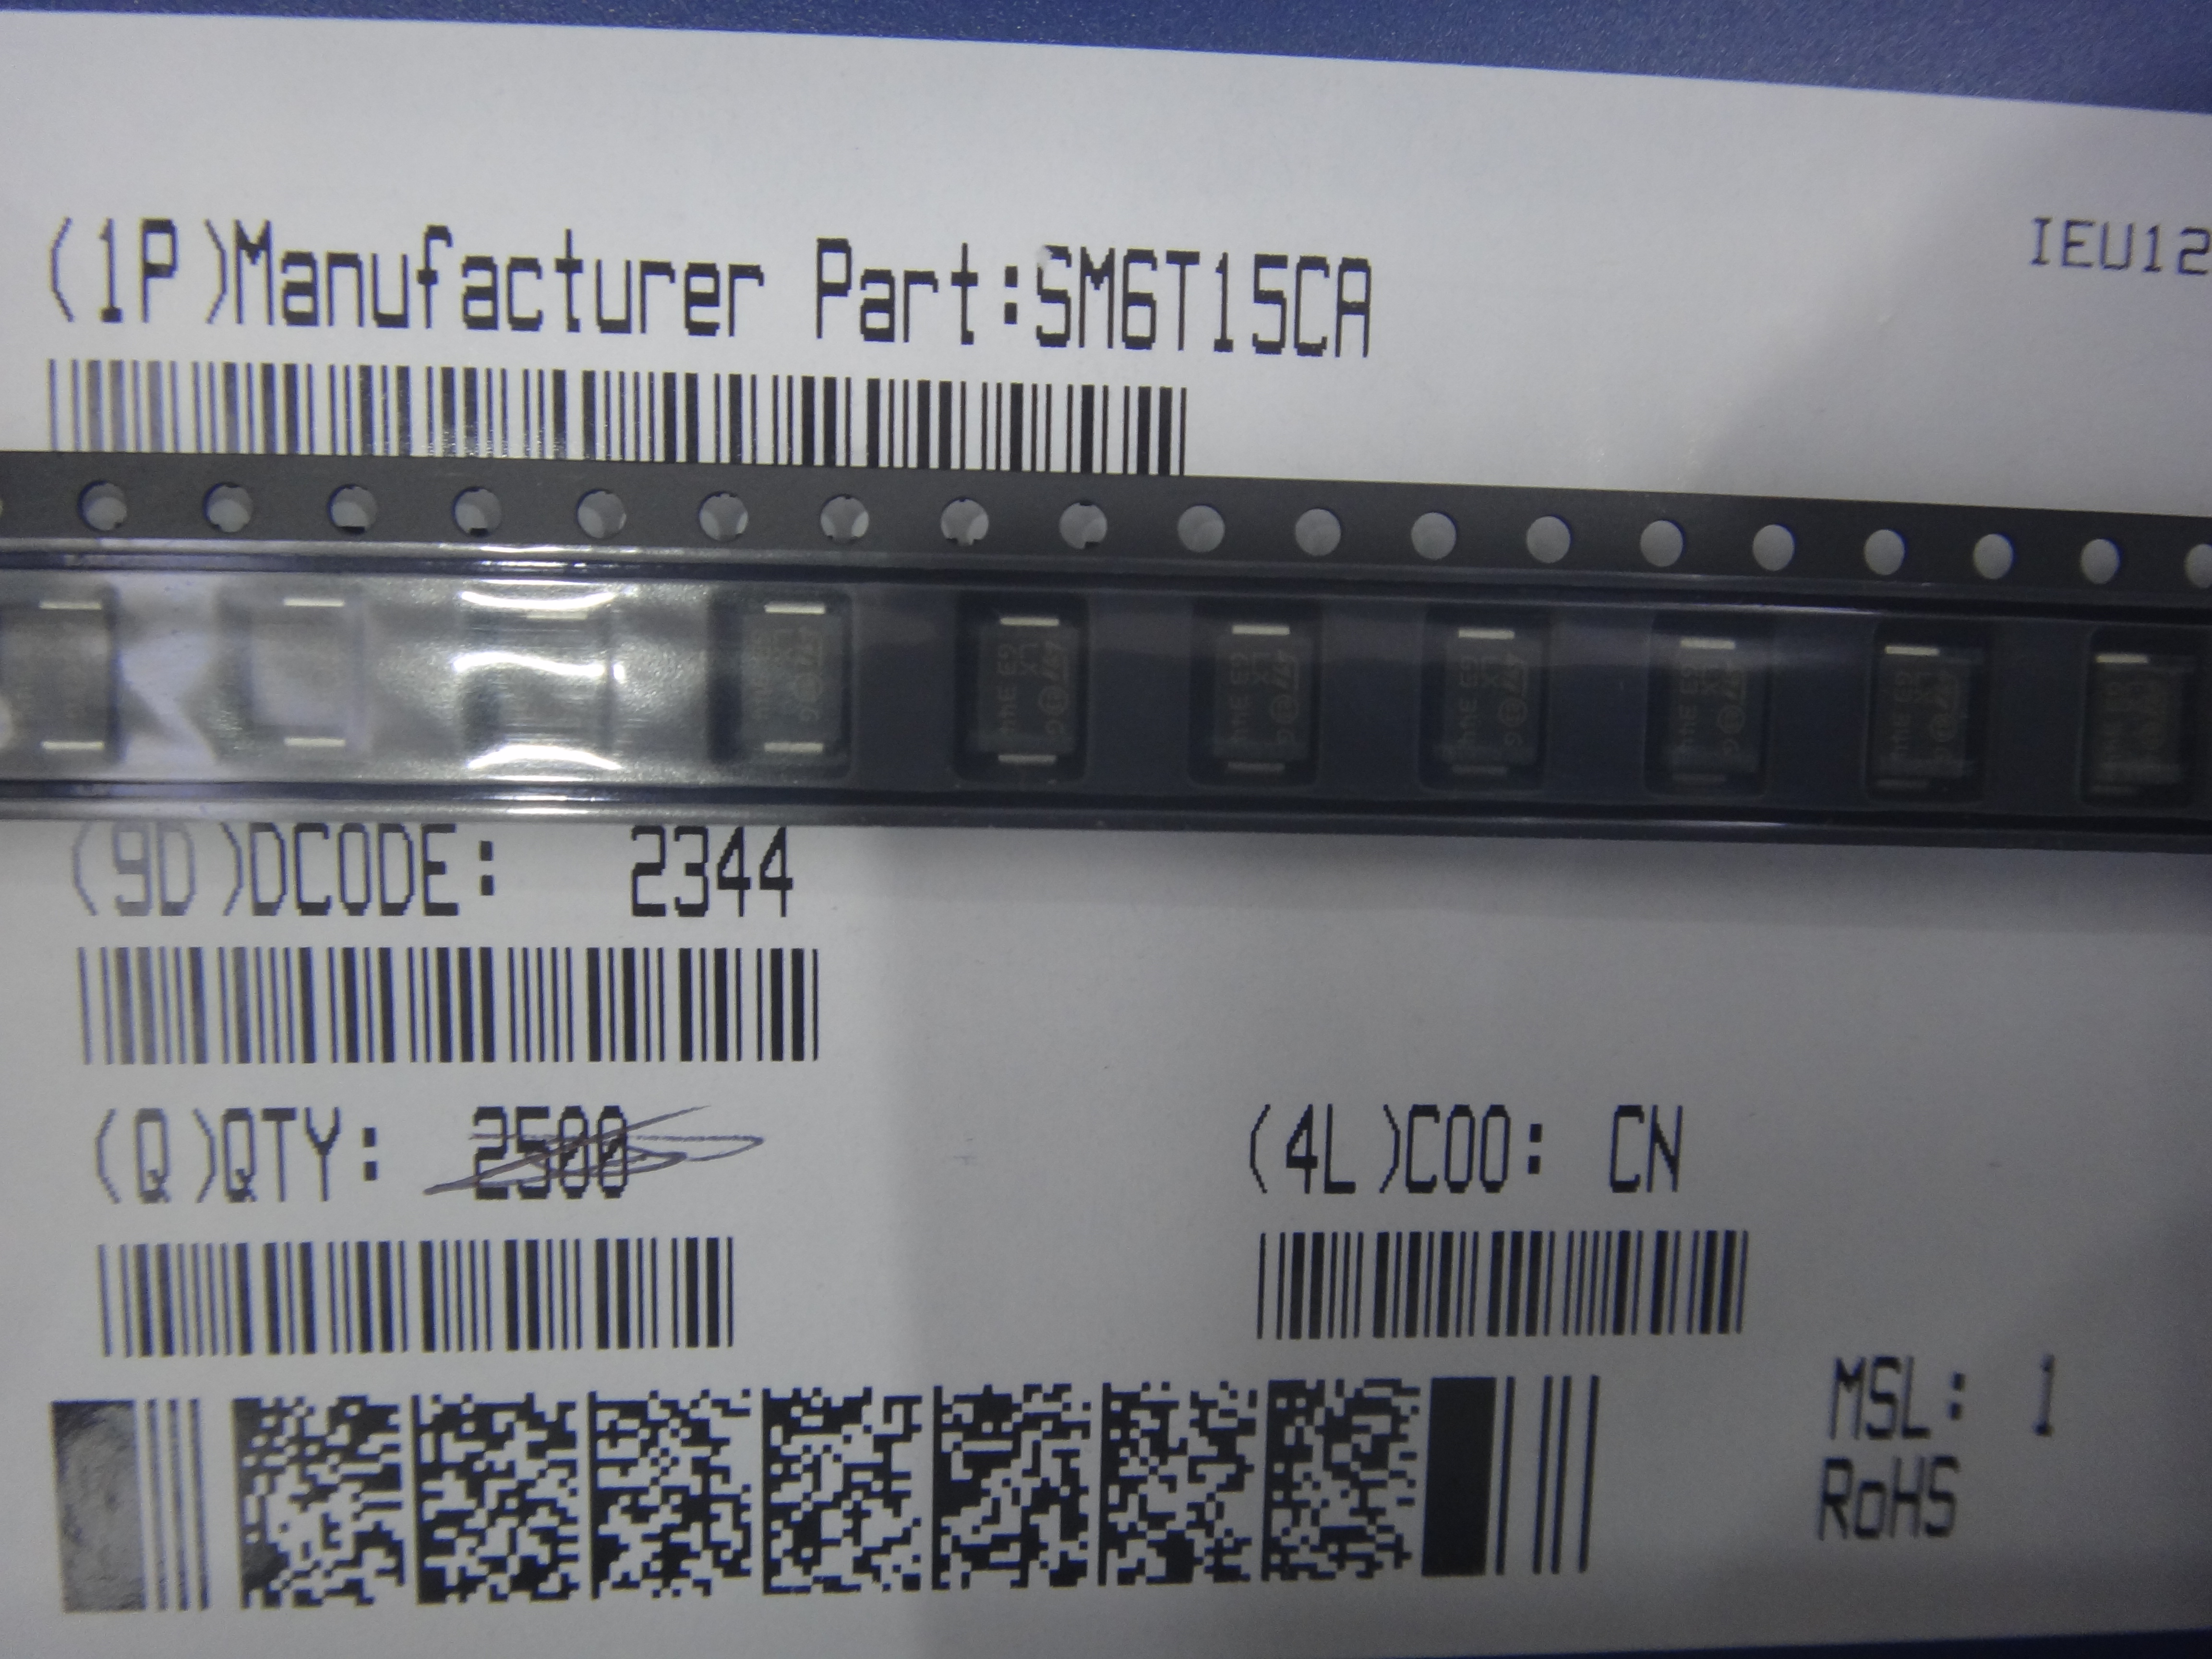 (1P)Manufacturer Part:SM6T15CA
IEU12
(9D)DCODE: 2344
(Q)QTY: 2500
(4L)COO: CN
MSL: 1
RoHS